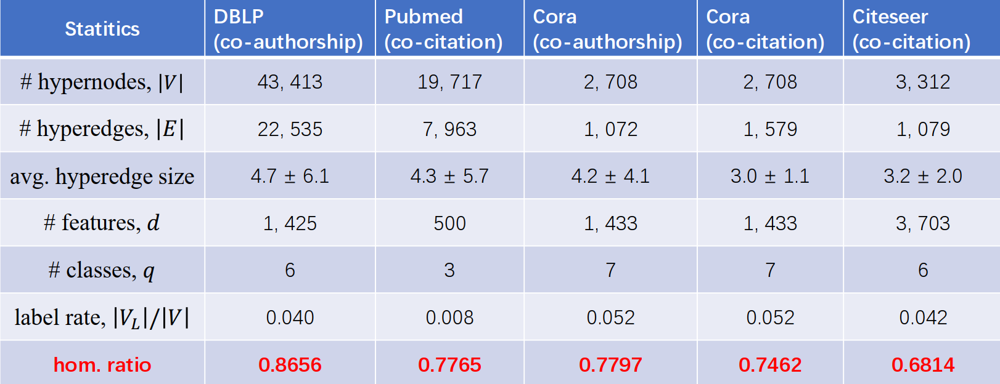 Statitics DBLP (co-authorship) Pubmed (co-citation) Cora (co-authorship) Cora (co-citation) Citeseer (co-citation)
# hypernodes, |V| 43, 413 19, 717 2, 708 2, 708 3, 312
# hyperedges, |E| 22, 535 7, 963 1, 072 1, 579 1, 079
avg. hyperedge size 4.7 ± 6.1 4.3 ± 5.7 4.2 ± 4.1 3.0 ± 1.1 3.2 ± 2.0
# features, d 1, 425 500 1, 433 1, 433 3, 703
# classes, q 6 3 7 7 6
label rate, |V_L|/|V| 0.040 0.008 0.052 0.052 0.042
hom. ratio 0.8656 0.7765 0.7797 0.7462 0.6814